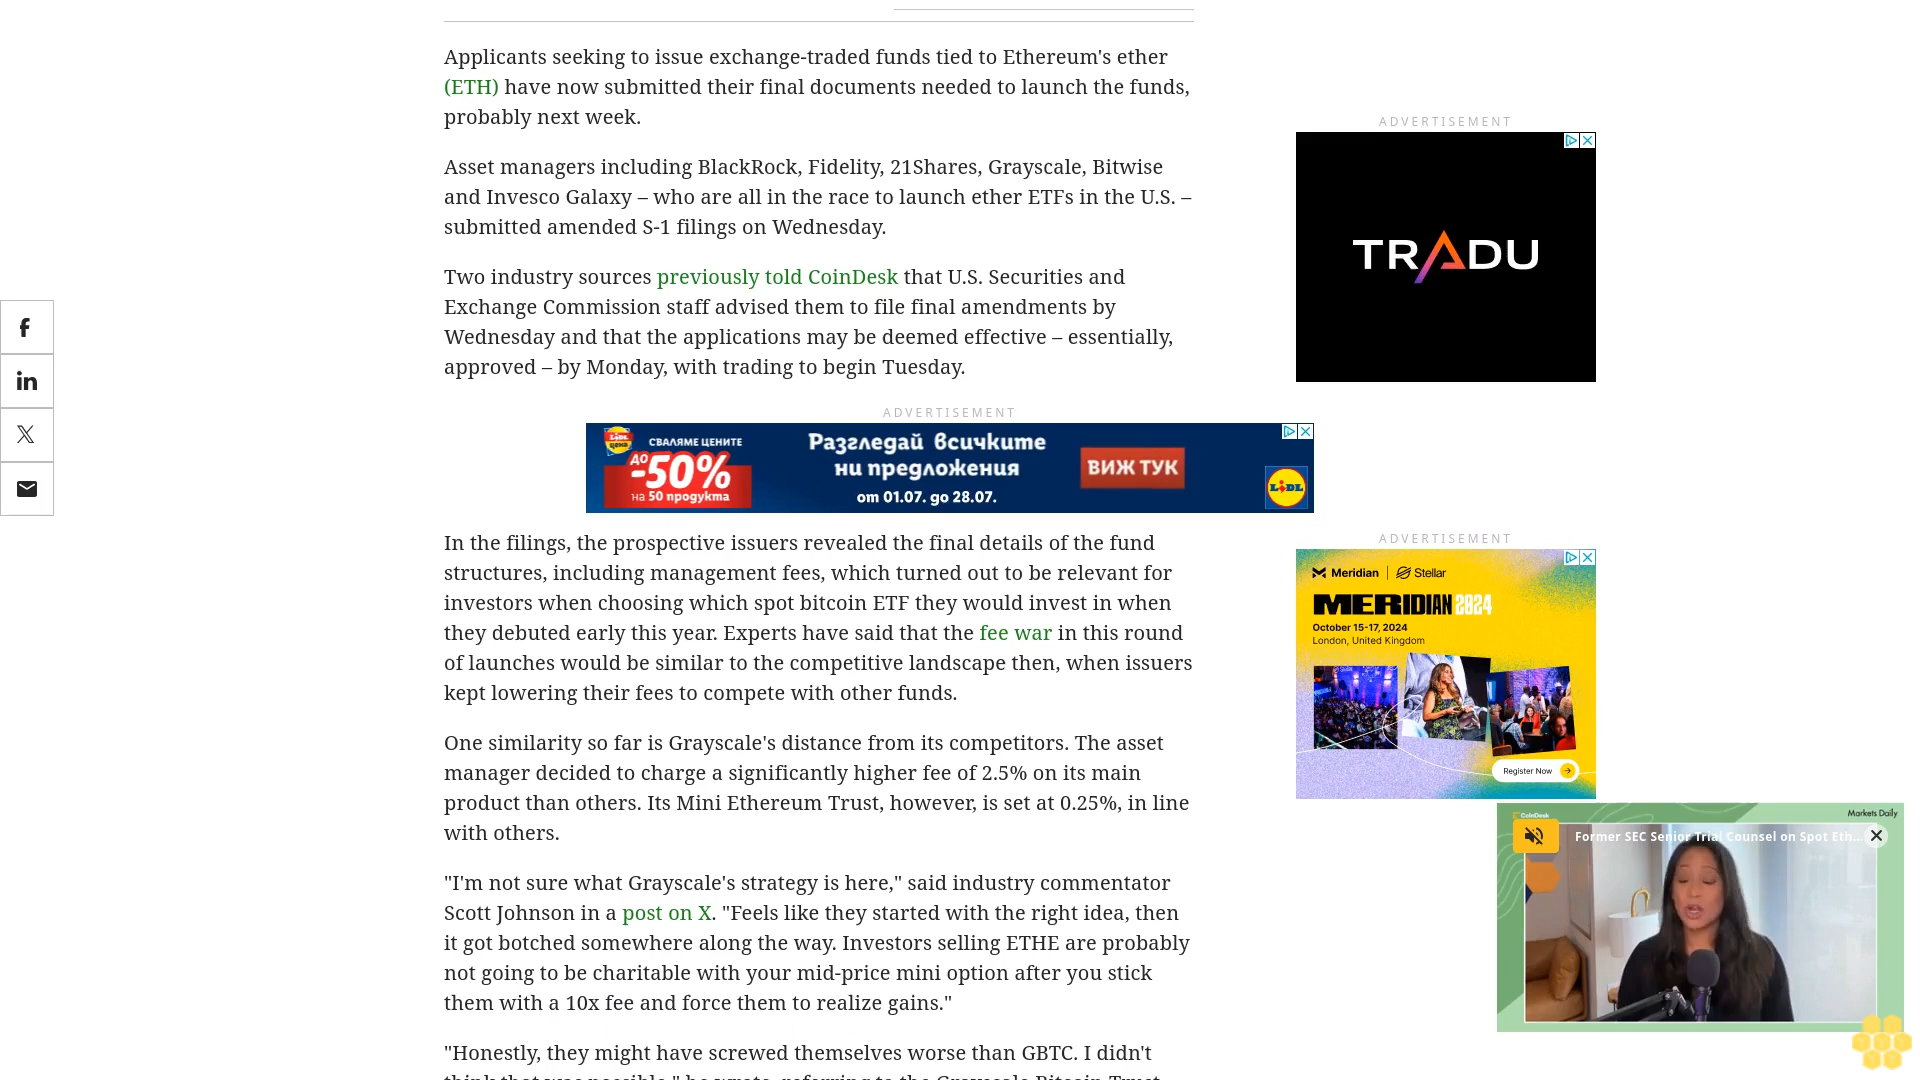 Applicants seeking to issue exchange-traded funds tied to Ethereum's ether
(ETH) have now submitted their final documents needed to launch the funds,
probably next week.
Asset managers including BlackRock, Fidelity, 21Shares, Grayscale, Bitwise
and Invesco Galaxy – who are all in the race to launch ether ETFs in the U.S. –
submitted amended S-1 filings on Wednesday.
Two industry sources previously told CoinDesk that U.S. Securities and
Exchange Commission staff advised them to file final amendments by
Wednesday and that the applications may be deemed effective – essentially,
approved – by Monday, with trading to begin Tuesday.
ADVERTISEMENT
TRADU
ADVERTISEMENT
LIDL
цена
СВАЛЯМЕ ЦЕНИТЕ
ДО
-50%
на 50 продукта
Разгледай всичките
ни предложения
от 01.07. до 28.07.
ВИЖ ТУК
LIDL
In the filings, the prospective issuers revealed the final details of the fund
structures, including management fees, which turned out to be relevant for
investors when choosing which spot bitcoin ETF they would invest in when
they debuted early this year. Experts have said that the fee war in this round
of launches would be similar to the competitive landscape then, when issuers
kept lowering their fees to compete with other funds.
One similarity so far is Grayscale's distance from its competitors. The asset
manager decided to charge a significantly higher fee of 2.5% on its main
product than others. Its Mini Ethereum Trust, however, is set at 0.25%, in line
with others.
"I'm not sure what Grayscale's strategy is here," said industry commentator
Scott Johnson in a post on X. "Feels like they started with the right idea, then
it got botched somewhere along the way. Investors selling ETHE are probably
not going to be charitable with your mid-price mini option after you stick
them with a 10x fee and force them to realize gains."
"Honestly, they might have screwed themselves worse than GBTC. I didn't
think that was possible," he wrote, referring to the Grayscale Bitcoin Trust
ADVERTISEMENT
Meridian | Stellar
MERIDIAN 2024
October 15-17, 2024
London, United Kingdom
Register Now
CoinDesk
Markets Daily
Former SEC Senior Trial Counsel on Spot Eth...